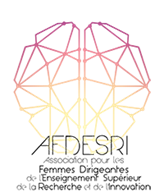 AFDESRI
Association pour les
Femmes Dirigeantes
de l'Enseignement Supérieur
de la Recherche et de l'Innovation